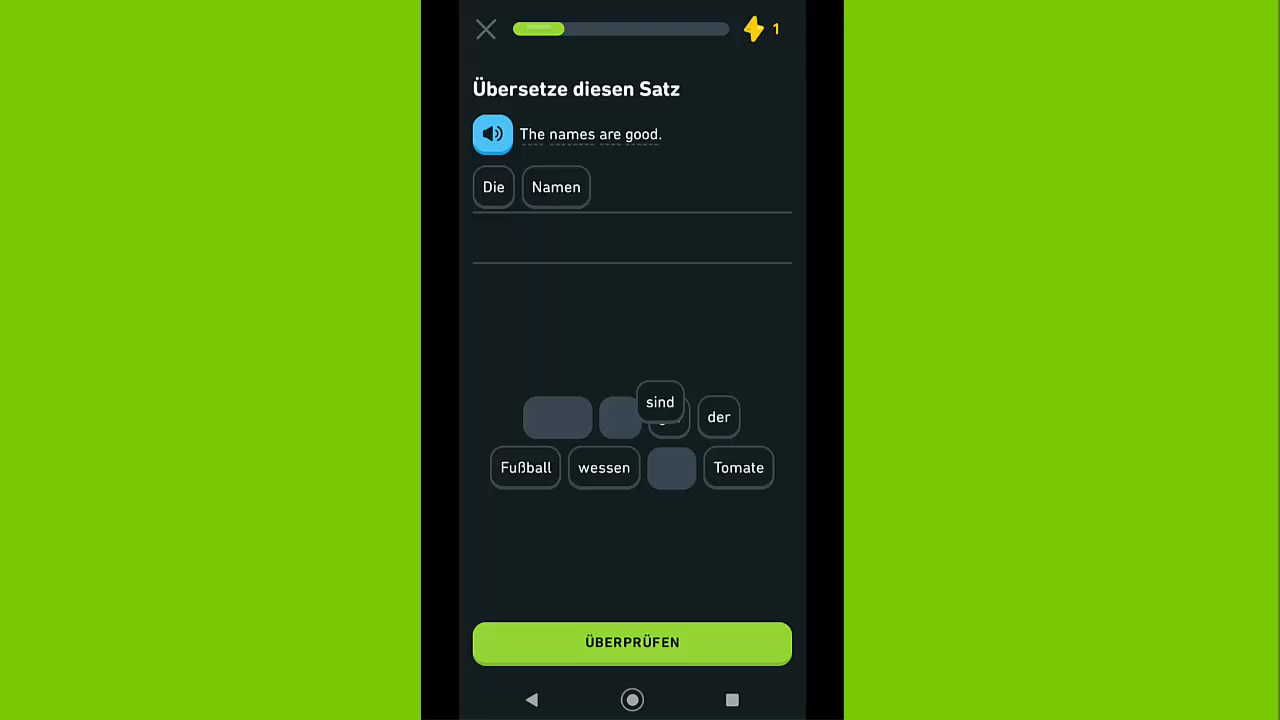 1
Übersetze diesen Satz
The names are good.
Die Namen
sind
der
Fußball wessen Tomate
ÜBERPRÜFEN